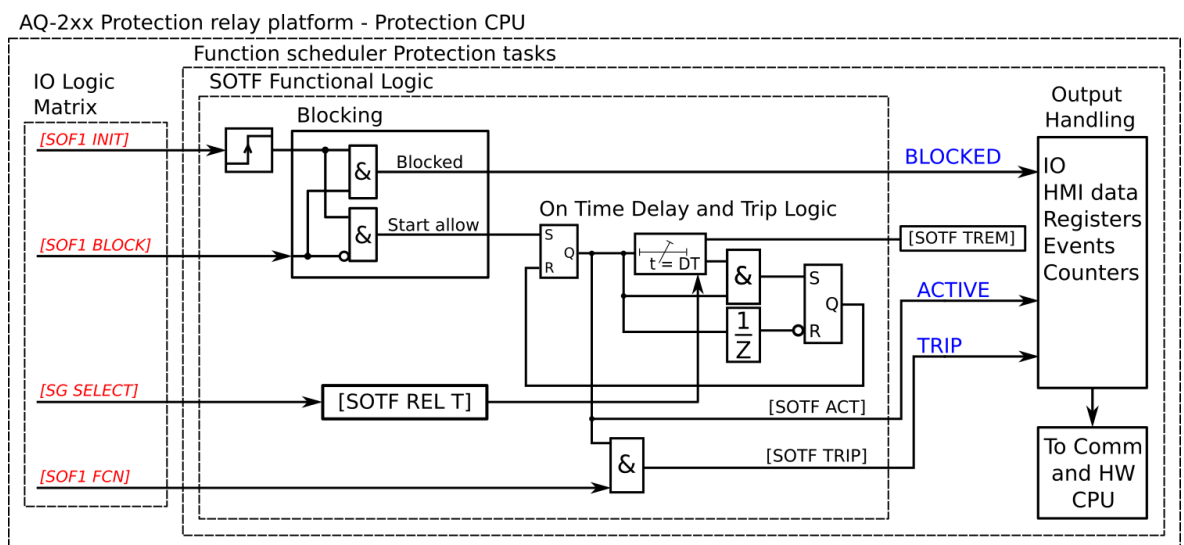 AQ-2xx Protection relay platform - Protection CPU
Function scheduler Protection tasks
SOTF Functional Logic
IO Logic
Matrix
[SOF1 INIT]
[SOF1 BLOCK]
[SG SELECT]
[SOF1 FCN]
Blocking
&
Blocked
&
Start allow
On Time Delay and Trip Logic
S
Q
R
t = DT
&
1
Z
S
Q
R
[SOTF REL T]
&
[SOTF ACT]
[SOTF TRIP]
BLOCKED
[SOTF TREM]
ACTIVE
TRIP
Output
Handling
IO
HMI data
Registers
Events
Counters
To Comm
and HW
CPU